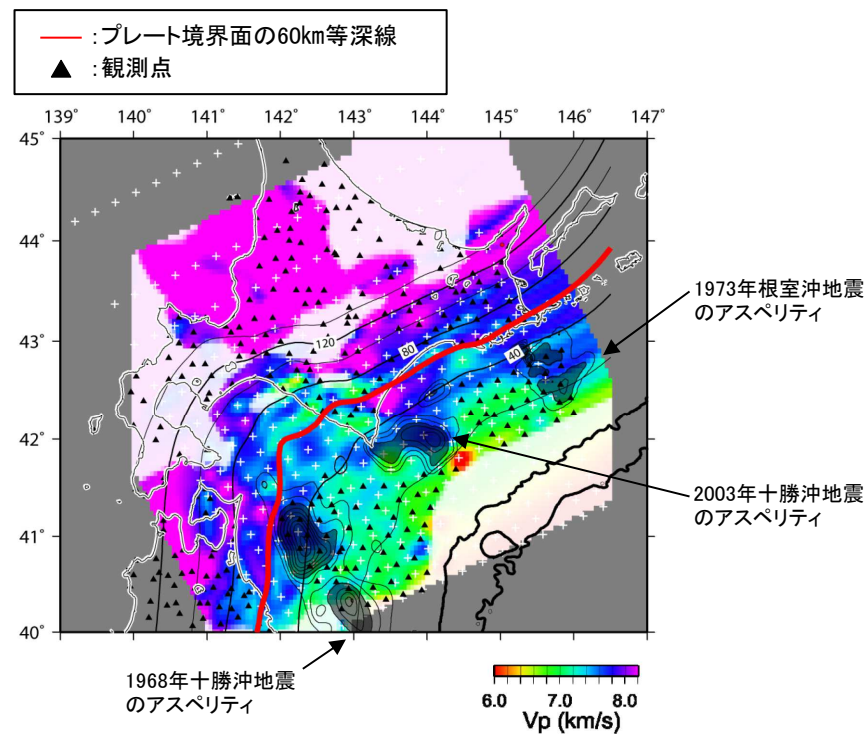 :プレート境界面の60km等深線
:観測点
139° 140° 141° 142° 143° 144° 145° 146° 147°
45°
44°
43°
42°
41°
40°
120
80
40
1973年根室沖地震
のアスペリティ
2003年十勝沖地震
のアスペリティ
1968年十勝沖地震
のアスペリティ
6.0 7.0 8.0
Vp (km/s)